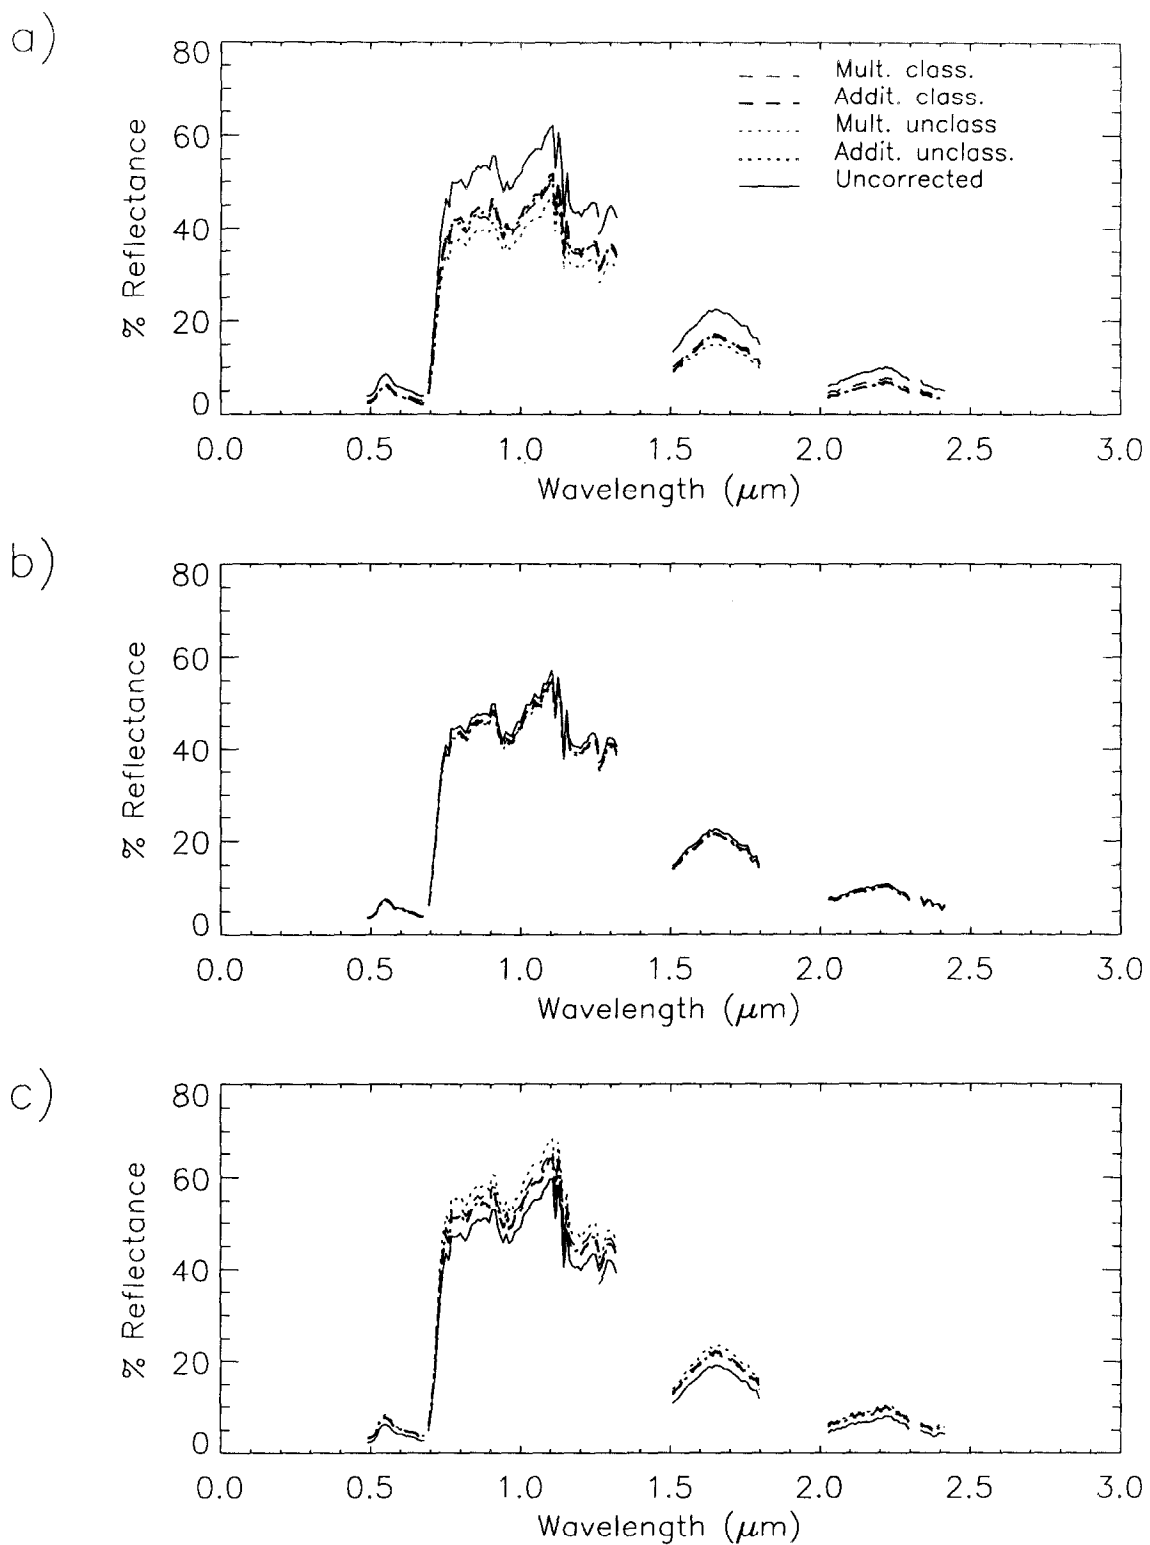 a)
80
60
40
20
0
% Reflectance
Mult. class.
Addit. class.
Mult. unclass
Addit. unclass.
Uncorrected
0.0 0.5 1.0 1.5 2.0 2.5 3.0
Wavelength (μm)
b)
80
60
40
20
0
% Reflectance
0.0 0.5 1.0 1.5 2.0 2.5 3.0
Wavelength (μm)
c)
80
60
40
20
0
% Reflectance
0.0 0.5 1.0 1.5 2.0 2.5 3.0
Wavelength (μm)